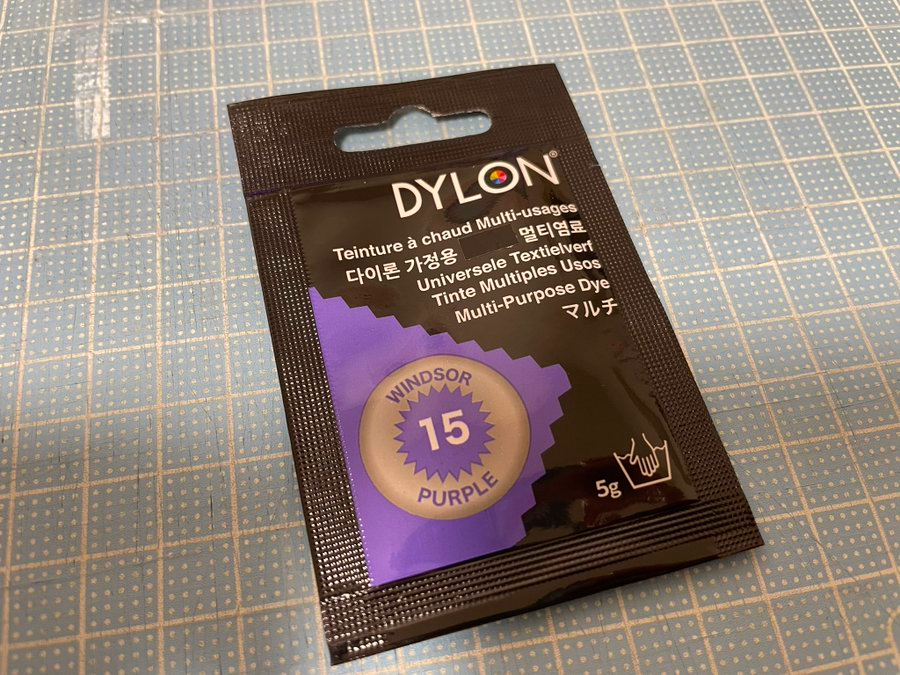 DYLON®
Teinture à chaud Multi-usages
다이론 가정용 멀티염료
Universele Textielverf
Tinte Multiples Usos
Multi-Purpose Dye
マルチ
WINDSOR
15
PURPLE
5g